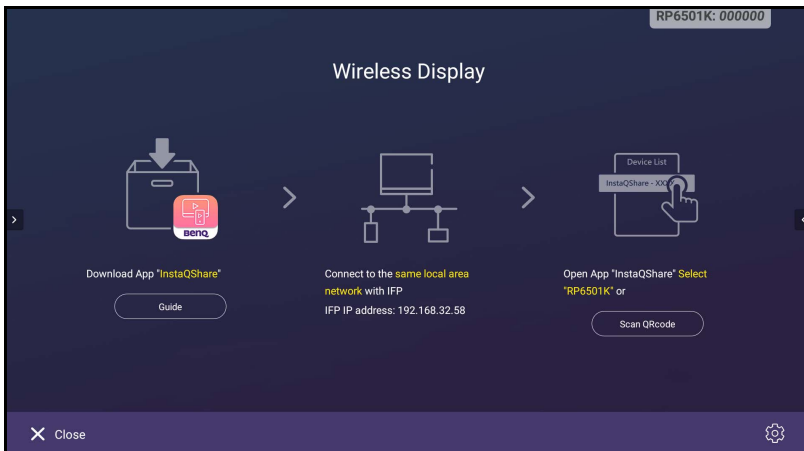 RP6501K: 000000
Wireless Display
Device List
InstaQShare - XXX
BenQ
Download App "InstaQShare"
Guide
Connect to the same local area
network with IFP
IFP IP address: 192.168.32.58
Open App "InstaQShare" Select
"RP6501K" or
Scan QRcode
Close